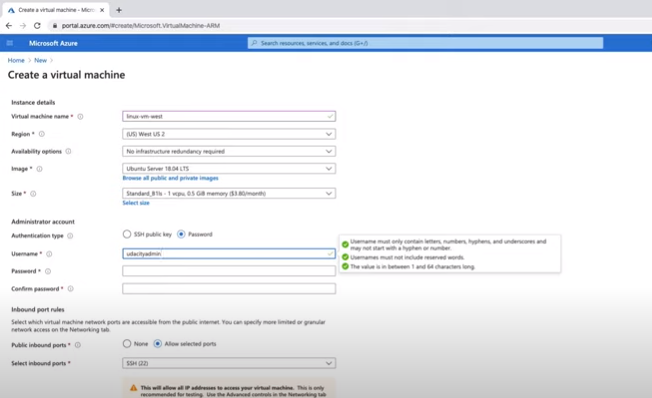 Create a virtual machine - Micro
portal.azure.com/#create/Microsoft.VirtualMachine-ARM
Microsoft Azure
Search resources, services, and docs (G+/)
Home > New >
Create a virtual machine
Instance details
Virtual machine name *
linux-vm-west
Region *
(US) West US 2
Availability options
No infrastructure redundancy required
Image *
Ubuntu Server 18.04 LTS
Browse all public and private images
Size *
Standard_B1ls - 1 vcpu, 0.5 GiB memory ($3.80/month)
Select size
Administrator account
Authentication type
SSH public key Password
Username *
udacityadmin
Username must only contain letters, numbers, hyphens, and underscores and
may not start with a hyphen or number.
Usernames must not include reserved words.
The value is in between 1 and 64 characters long.
Password *
Confirm password *
Inbound port rules
Select which virtual machine network ports are accessible from the public internet. You can specify more limited or granular
network access on the Networking tab.
Public inbound ports *
None Allow selected ports
Select inbound ports *
SSH (22)
This will allow all IP addresses to access your virtual machine. This is only
recommended for testing. Use the Advanced controls in the Networking tab